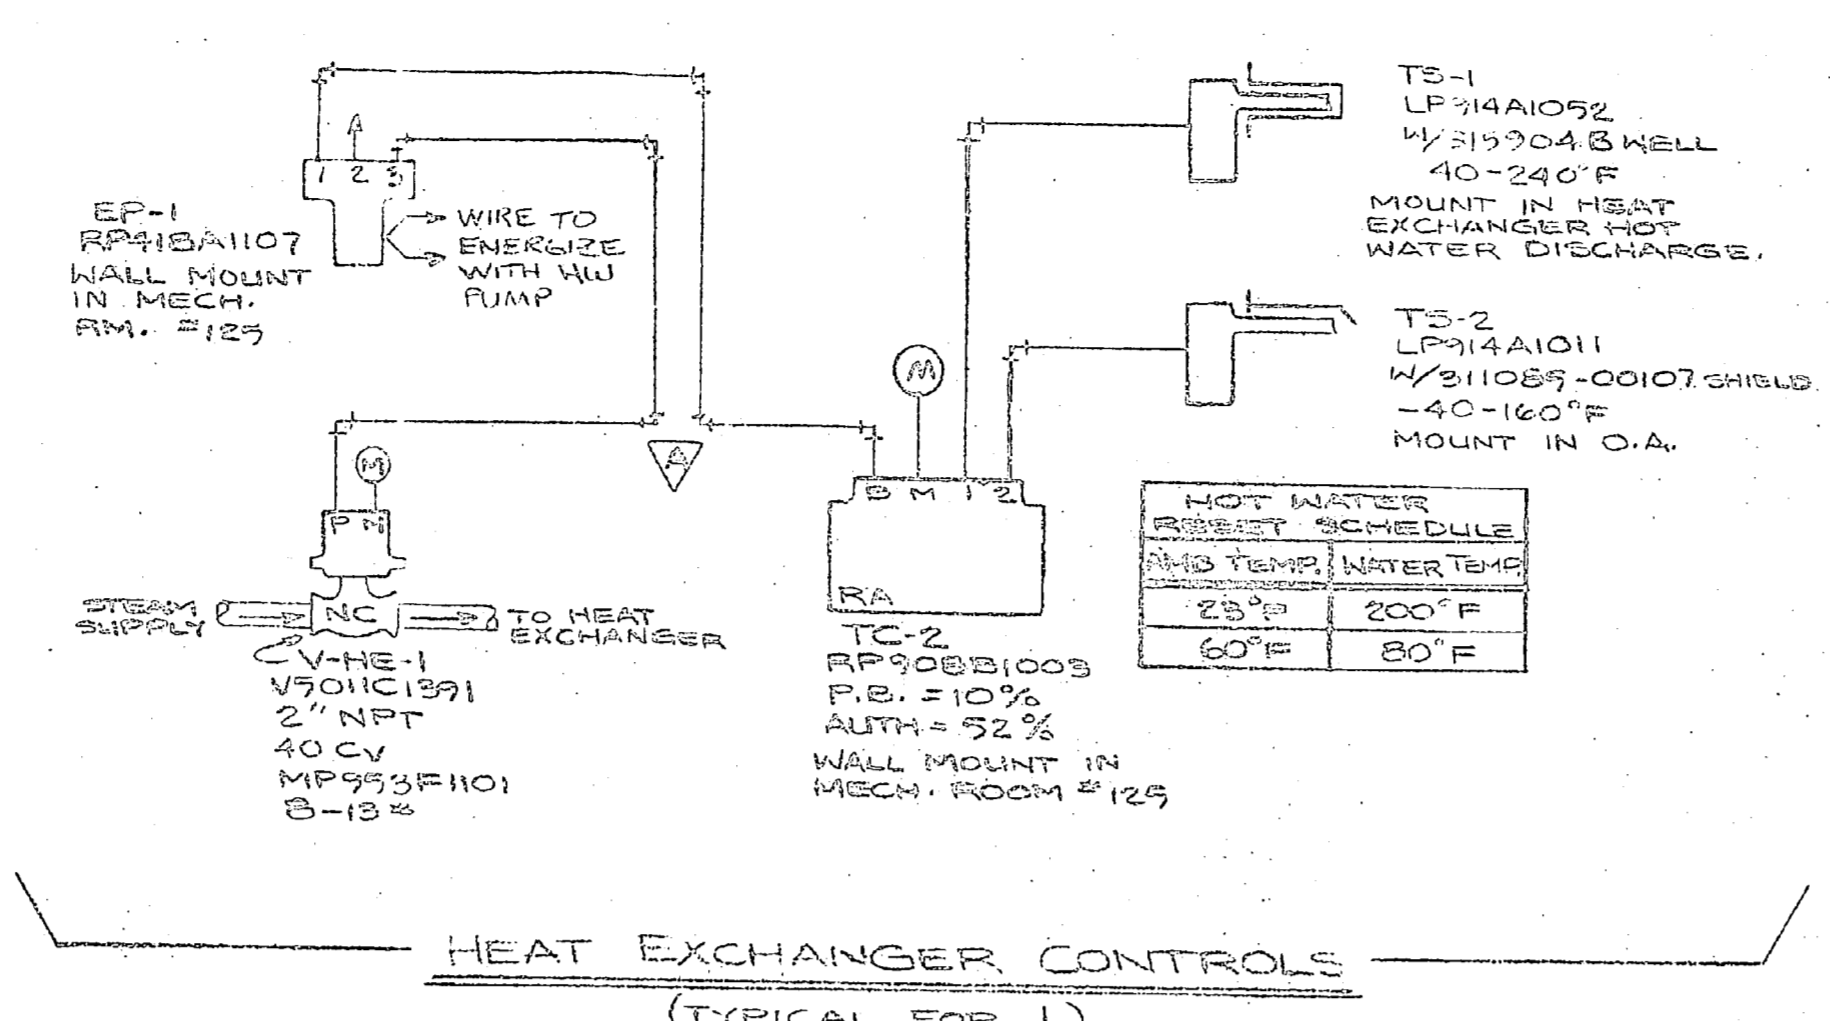 1 2 3
EP-1
RP418A1107
WALL MOUNT
IN MECH.
RM. #125
WIRE TO
ENERGIZE
WITH HW
PUMP
TS-1
LP914A1052
W/315904B WELL
40-240°F
MOUNT IN HEAT
EXCHANGER HOT
WATER DISCHARGE.
TS-2
LP914A1011
W/311085-00107 SHIELD
-40-160°F
MOUNT IN O.A.
M
A
M
P M
NC
STEAM
SUPPLY
TO HEAT
EXCHANGER
V-HE-1
V5011C1391
2" NPT
40 CV
MP953F1101
8-13#
B M 1 2
RA
TC-2
RP908B1003
P.B. = 10%
AUTH = 52%
WALL MOUNT IN
MECH. ROOM #125
HOT WATER
RESET SCHEDULE
AMB TEMP. WATER TEMP.
200°F
60°F 80°F
HEAT EXCHANGER CONTROLS
(TYPICAL FOR 1)